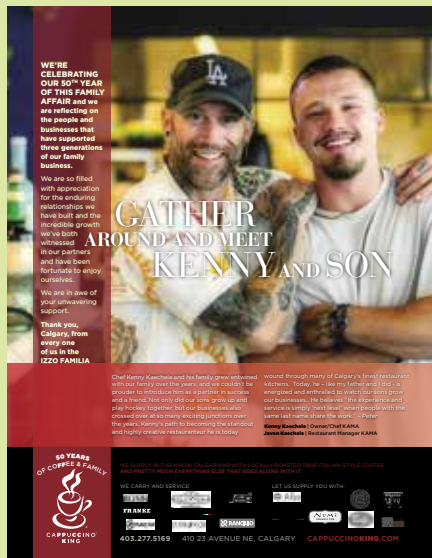 WE'RE
CELEBRATING
OUR 50TH YEAR
OF THIS FAMILY
AFFAIR and we
are reflecting on
the people and
businesses that
have supported
three generations
of our family
business.
We are so filled
with appreciation
for the enduring
relationships we
have built and the
incredible growth
we've both
witnessed
in our partners
and have been
fortunate to enjoy
ourselves.
We are in awe of
your unwavering
support.
Thank you,
Calgary, from
every one
of us in the
IZZO FAMILIA
GATHER
AROUND AND MEET
KENNY AND SON
Chef Kenny Kaechele and his family grew entwined
with our family over the years, and we couldn't be
prouder to introduce him as a partner in success
and a friend. Not only did our sons grow up and
play hockey together, but our businesses also
crossed over at so many exciting junctions over
the years. Kenny's path to becoming the standout
and highly creative restauranteur he is today
wound through many of Calgary's finest restaurant
kitchens. Today, he – like my father and I did - is
energized and enthralled to watch our sons grow
our businesses. He believes "the experience and
service is simply 'next level' when people with the
same last name share the work." – Peter
Kenny Kaechele | Owner/Chef KAMA
Javan Kaechele | Restaurant Manager KAMA
50 YEARS
OF COFFEE & FAMILY
CAPPUCCINO
KING
WE SUPPLY IN-THE-KNOW CALGARIANS WITH LOCALLY ROASTED TRUE ITALIAN-STYLE COFFEE
AND PRETTY MUCH EVERYTHING ELSE THAT GOES ALONG WITH IT.
WE CARRY AND SERVICE:
LET US SUPPLY YOU WITH:
FRANKE
RANCILIO
NUMI
403.277.5169 410 23 AVENUE NE, CALGARY CAPPUCCINOKING.COM
LA